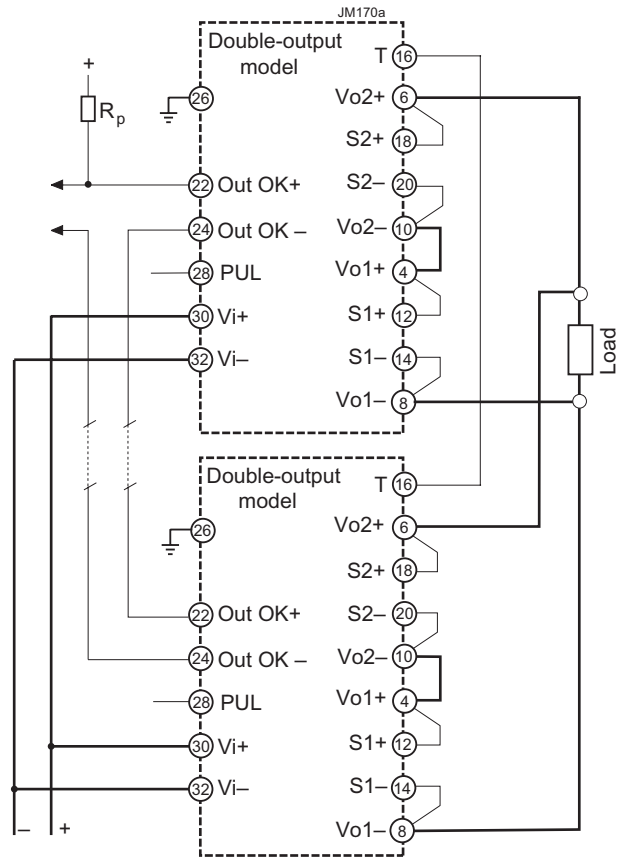 JM170a
Double-output
model
T 16
+
Rp
26
Vo2+ 6
S2+ 18
22 Out OK+
S2– 20
24 Out OK –
Vo2– 10
28 PUL
Vo1+ 4
30 Vi+
S1+ 12
32 Vi–
S1– 14
Vo1– 8
Load
Double-output
model
T 16
26
Vo2+ 6
S2+ 18
22 Out OK+
S2– 20
24 Out OK –
Vo2– 10
28 PUL
Vo1+ 4
30 Vi+
S1+ 12
32 Vi–
S1– 14
– +
Vo1– 8